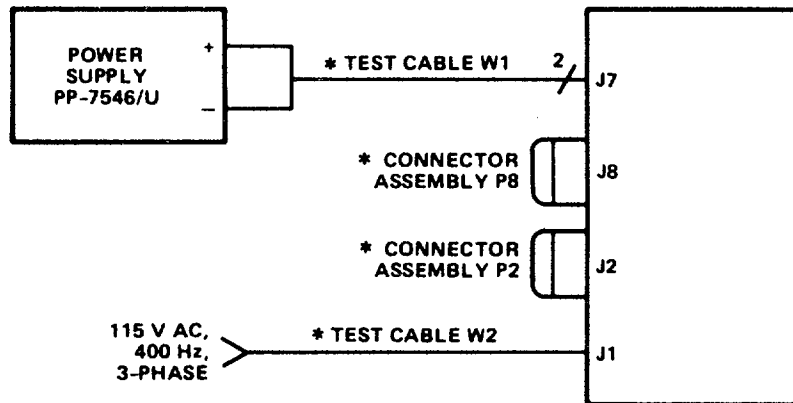 POWER
SUPPLY
PP-7546/U
+
−
* TEST CABLE W1
2
J7
* CONNECTOR
ASSEMBLY P8
J8
* CONNECTOR
ASSEMBLY P2
J2
115 V AC,
400 Hz,
3-PHASE
* TEST CABLE W2
J1